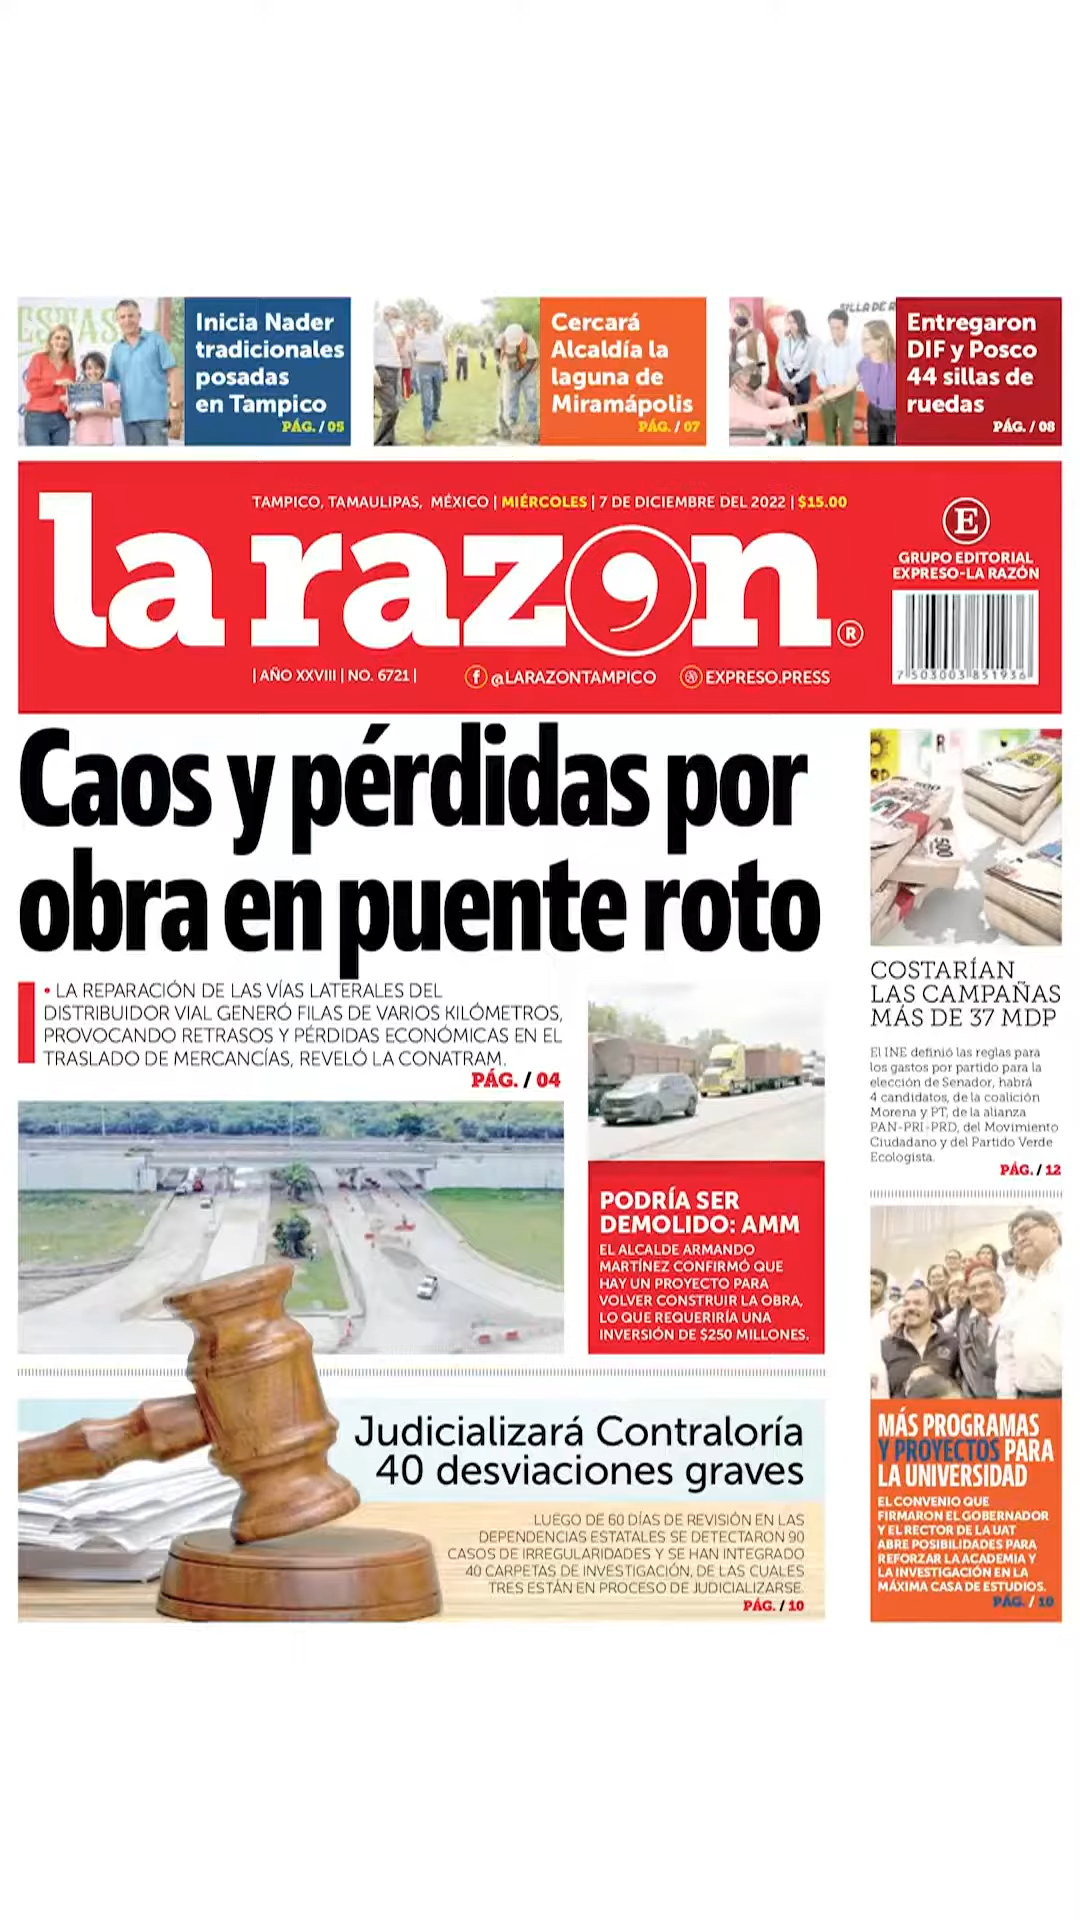 Inicia Nader
tradicionales
posadas
en Tampico
PÁG. / 05
Cercará
Alcaldía la
laguna de
Miramápolis
PÁG. / 07
Entregaron
DIF y Posco
44 sillas de
ruedas
PÁG. / 08
TAMPICO, TAMAULIPAS, MÉXICO | MIÉRCOLES | 7 DE DICIEMBRE DEL 2022 | $15.00
la razon
®
E
GRUPO EDITORIAL
EXPRESO-LA RAZÓN
7 503003 851936
| AÑO XXVIII | NO. 6721 |
@LARAZONTAMPICO
EXPRESO.PRESS
Caos y pérdidas por
obra en puente roto
• LA REPARACIÓN DE LAS VÍAS LATERALES DEL
DISTRIBUIDOR VIAL GENERÓ FILAS DE VARIOS KILÓMETROS,
PROVOCANDO RETRASOS Y PÉRDIDAS ECONÓMICAS EN EL
TRASLADO DE MERCANCÍAS, REVELÓ LA CONATRAM.
PÁG. / 04
PODRÍA SER
DEMOLIDO: AMM
EL ALCALDE ARMANDO
MARTÍNEZ CONFIRMÓ QUE
HAY UN PROYECTO PARA
VOLVER CONSTRUIR LA OBRA,
LO QUE REQUERIRÍA UNA
INVERSIÓN DE $250 MILLONES.
500
COSTARÍAN
LAS CAMPAÑAS
MÁS DE 37 MDP
El INE definió las reglas para
los gastos por partido para la
elección de Senador, habrá
4 candidatos, de la coalición
Morena y PT, de la alianza
PAN-PRI-PRD, del Movimiento
Ciudadano y del Partido Verde
Ecologista.
PÁG. / 12
MÁS PROGRAMAS
Y PROYECTOS PARA
LA UNIVERSIDAD
EL CONVENIO QUE
FIRMARON EL GOBERNADOR
Y EL RECTOR DE LA UAT
ABRE POSIBILIDADES PARA
REFORZAR LA ACADEMIA Y
LA INVESTIGACIÓN EN LA
MÁXIMA CASA DE ESTUDIOS.
PÁG. / 10
Judicializará Contraloría
40 desviaciones graves
LUEGO DE 60 DÍAS DE REVISIÓN EN LAS
DEPENDENCIAS ESTATALES SE DETECTARON 90
CASOS DE IRREGULARIDADES Y SE HAN INTEGRADO
40 CARPETAS DE INVESTIGACIÓN, DE LAS CUALES
TRES ESTÁN EN PROCESO DE JUDICIALIZARSE.
PÁG. / 10